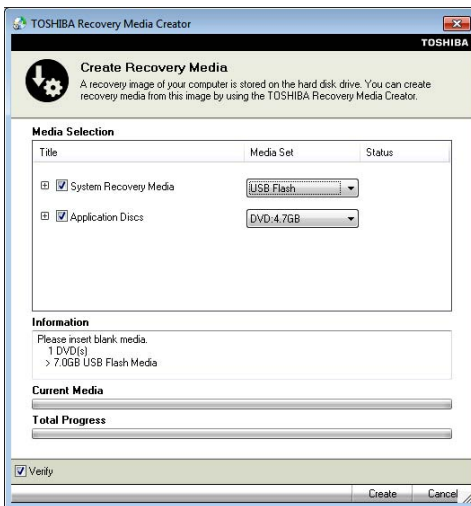 TOSHIBA Recovery Media Creator
TOSHIBA
Create Recovery Media
A recovery image of your computer is stored on the hard disk drive. You can create
recovery media from this image by using the TOSHIBA Recovery Media Creator.
Media Selection
Title Media Set Status
System Recovery Media USB Flash
Application Discs DVD:4.7GB
Information
Please insert blank media.
1 DVD(s)
> 7.0GB USB Flash Media
Current Media
Total Progress
Verify
Create Cancel